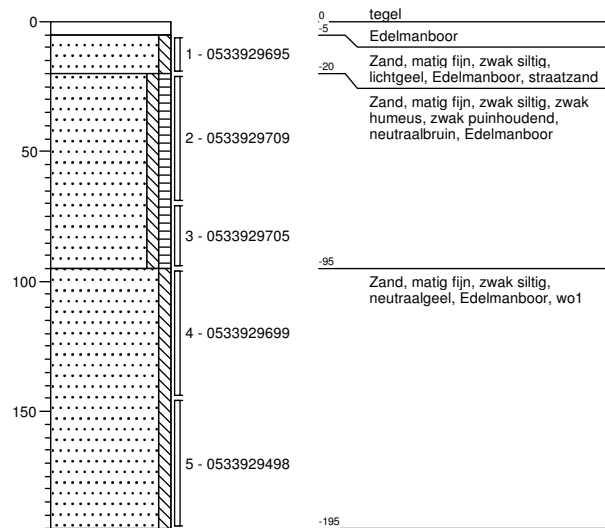 0
50
100
150
1 - 0533929695
2 - 0533929709
3 - 0533929705
4 - 0533929699
5 - 0533929498
0
tegel
-5
Edelmanboor
Zand, matig fijn, zwak siltig,
lichtgeel, Edelmanboor, straatzand
-20
Zand, matig fijn, zwak siltig, zwak
humeus, zwak puinhoudend,
neutraalbruin, Edelmanboor
-95
Zand, matig fijn, zwak siltig,
neutraalgeel, Edelmanboor, wo1
-195